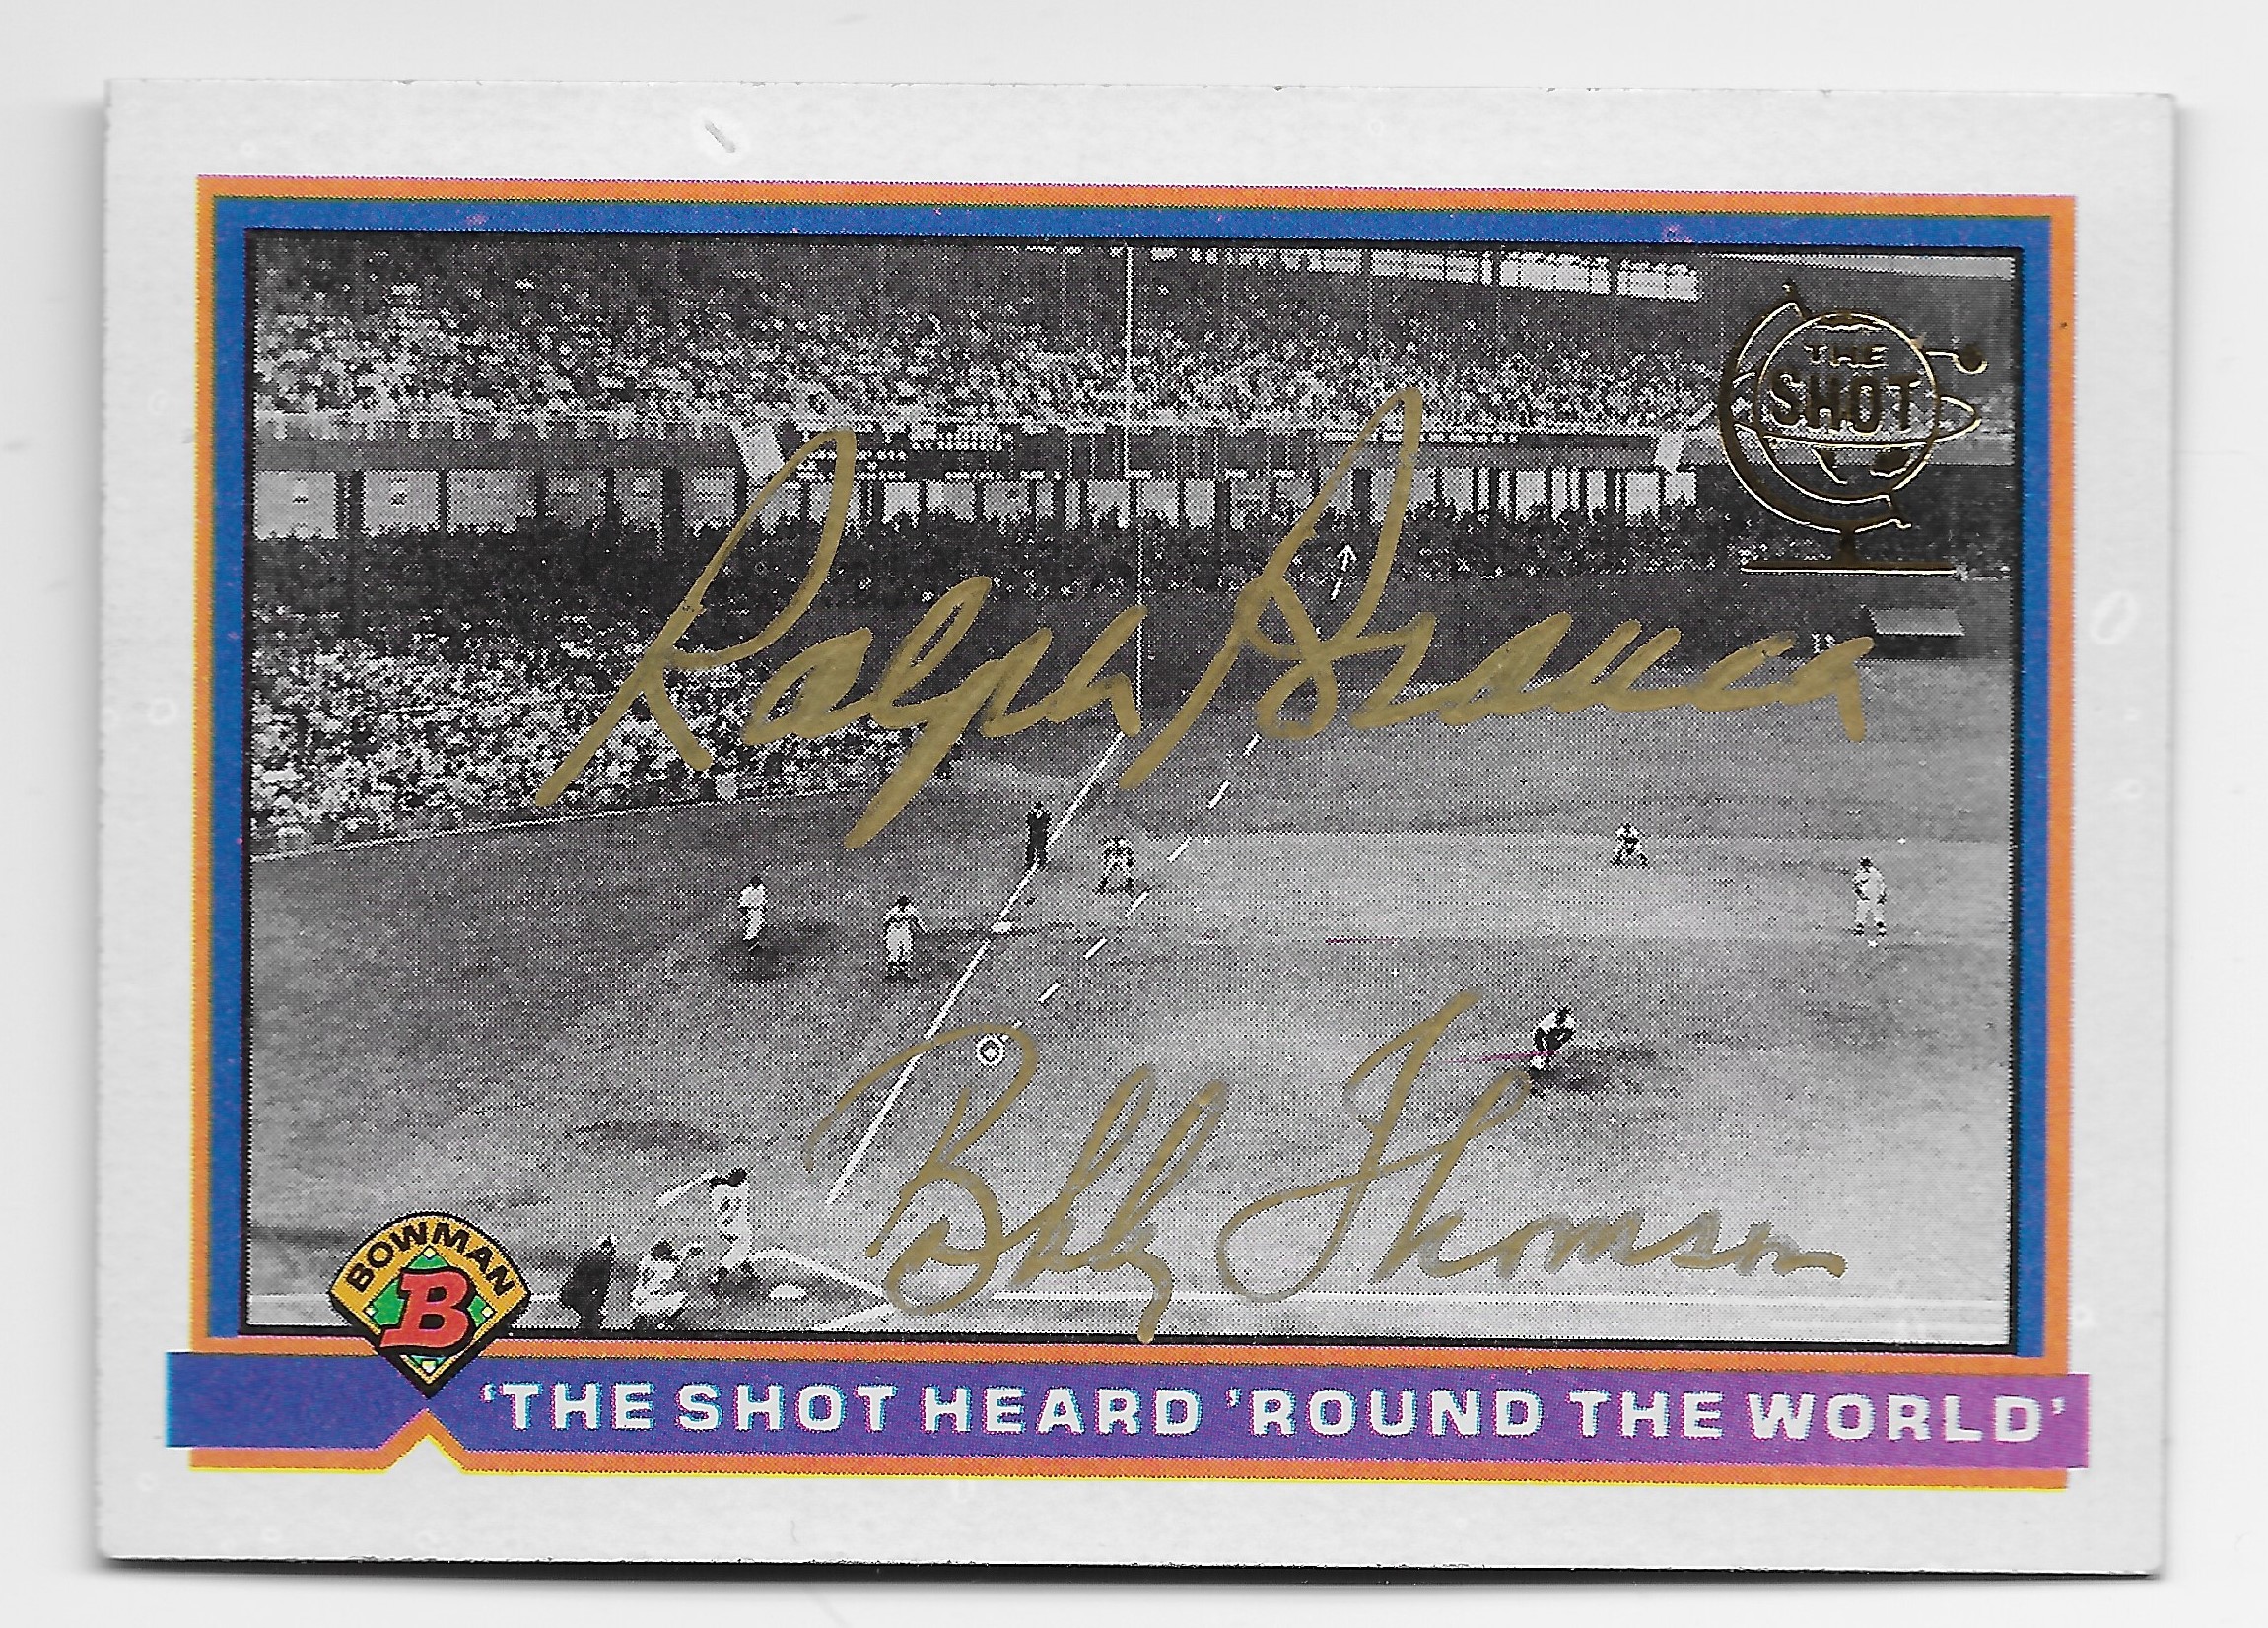 THE
SHOT
Ralph Branca
Bobby Thomson
BOWMAN
B
'THE SHOT HEARD 'ROUND THE WORLD'